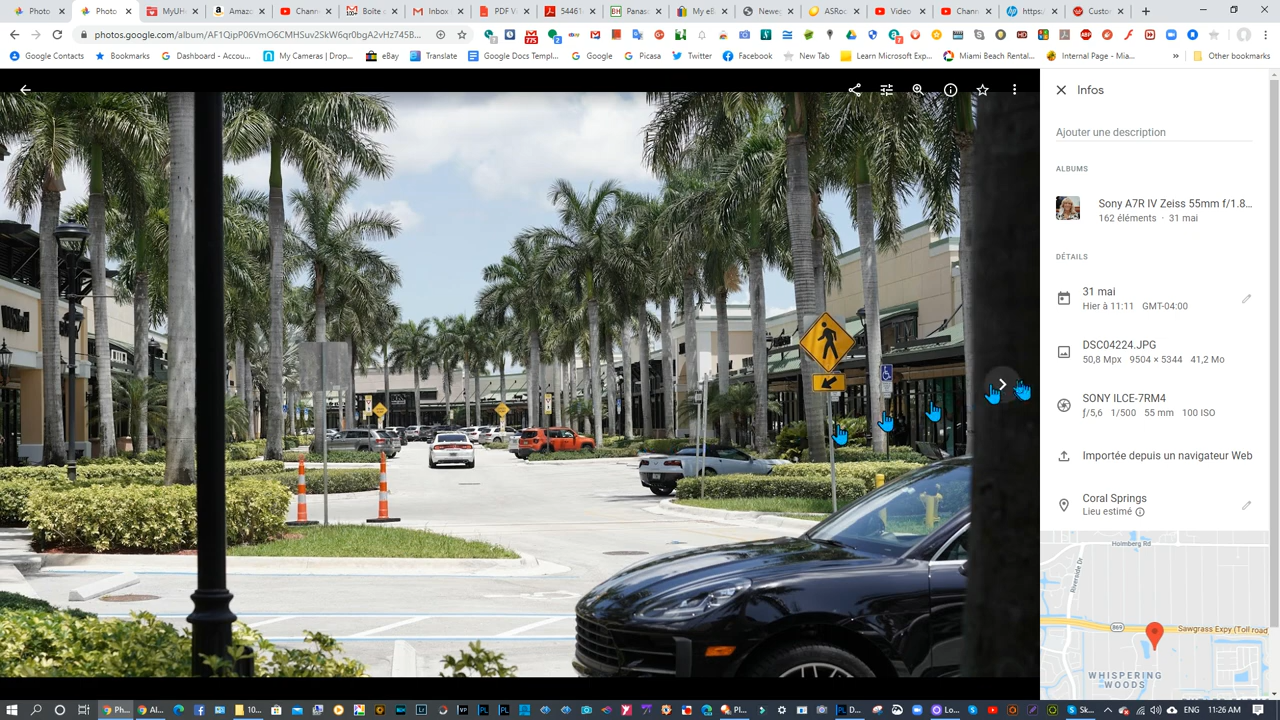 Photo
Photo
MyUH
Amazo
Chann
Boîte
Inbox
PDF V
54461
Panas
My eB
Newe
ASRo
Video
Chann
https:
Custo
photos.google.com/album/AF1QipP06VmO6CMHSuv2SkW6qr0bgA2vHz745B...
Google Contacts
Bookmarks
Dashboard - Accou...
My Cameras | Drop...
eBay
Translate
Google Docs Templ...
Google
Picasa
Twitter
Facebook
New Tab
Learn Microsoft Exp...
Miami Beach Rental...
Internal Page - Mia...
»
Other bookmarks
Infos
Ajouter une description
ALBUMS
Sony A7R IV Zeiss 55mm f/1.8...
162 éléments · 31 mai
DÉTAILS
31 mai
Hier à 11:11 GMT-04:00
DSC04224.JPG
50,8 Mpx 9504 × 5344 41,2 Mo
SONY ILCE-7RM4
ƒ/5,6 1/500 55 mm 100 ISO
Importée depuis un navigateur Web
Coral Springs
Lieu estimé
Holmberg Rd
Riverside Dr
869
Sawgrass Expy (Toll road)
WHISPERING
WOODS
ENG
11:26 AM